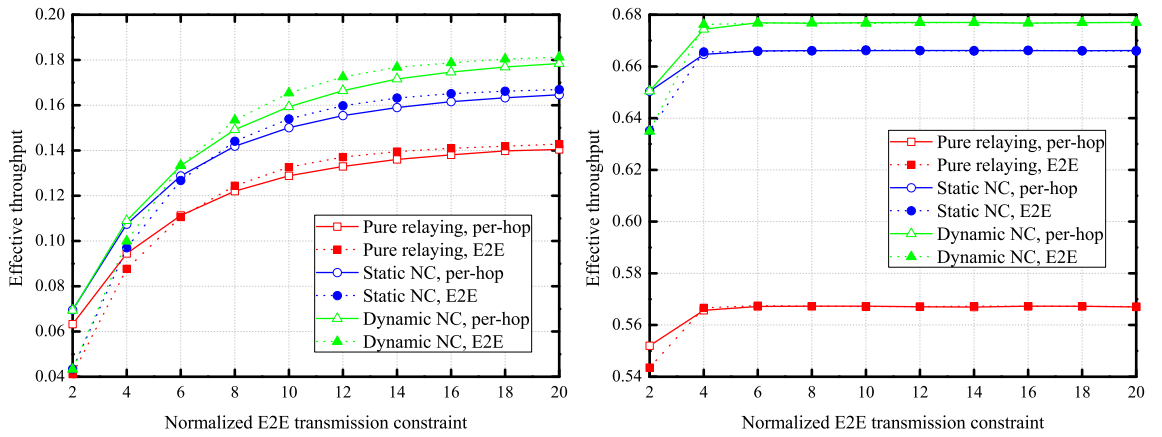 0.20
0.18
0.16
0.14
0.12
0.10
0.08
0.06
0.04
Effective throughput
Pure relaying, per-hop
Pure relaying, E2E
Static NC, per-hop
Static NC, E2E
Dynamic NC, per-hop
Dynamic NC, E2E
2 4 6 8 10 12 14 16 18 20
Normalized E2E transmission constraint
0.68
0.66
0.64
0.62
0.60
0.58
0.56
0.54
Effective throughput
Pure relaying, per-hop
Pure relaying, E2E
Static NC, per-hop
Static NC, E2E
Dynamic NC, per-hop
Dynamic NC, E2E
2 4 6 8 10 12 14 16 18 20
Normalized E2E transmission constraint